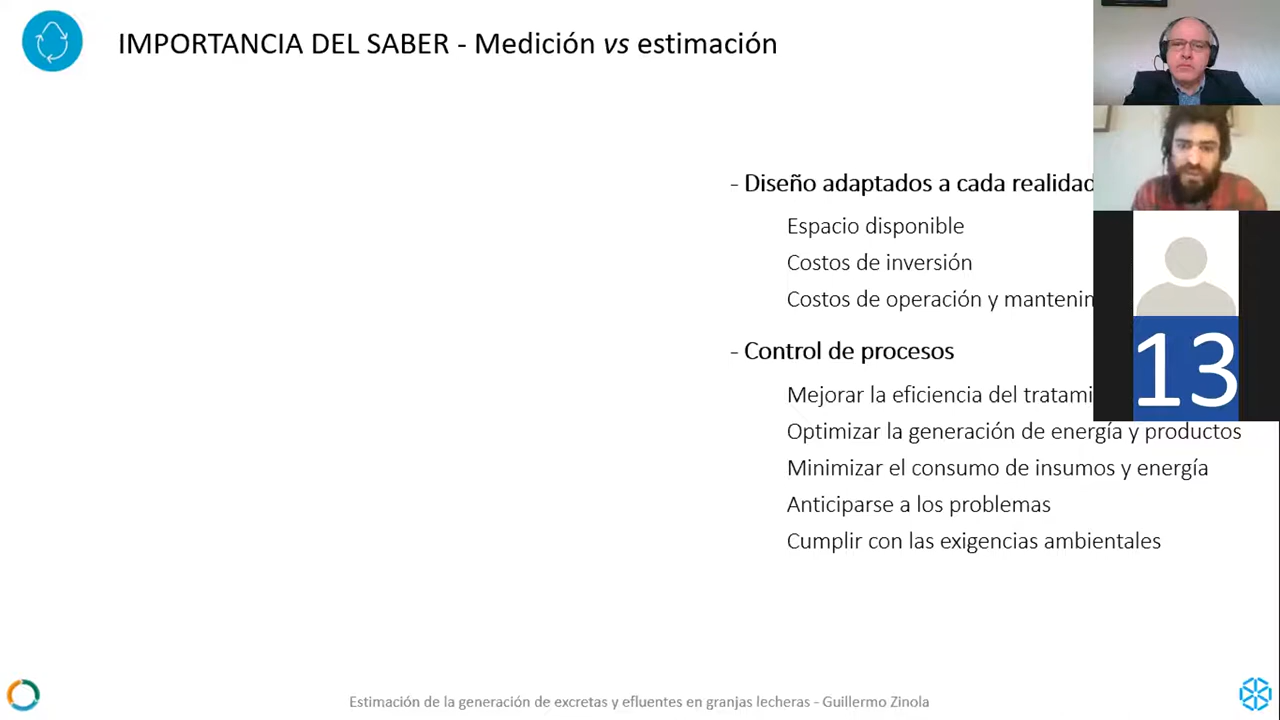 IMPORTANCIA DEL SABER - Medición vs estimación
- Diseño adaptados a cada realidad
Espacio disponible
Costos de inversión
Costos de operación y
- Control de procesos
Mejorar la eficiencia del
13
Optimizar la generación de energía y productos
Minimizar el consumo de insumos y energía
Anticiparse a los problemas
Cumplir con las exigencias ambientales
Estimación de la generación de excretas y efluentes en granjas lecheras - Guillermo Zinola